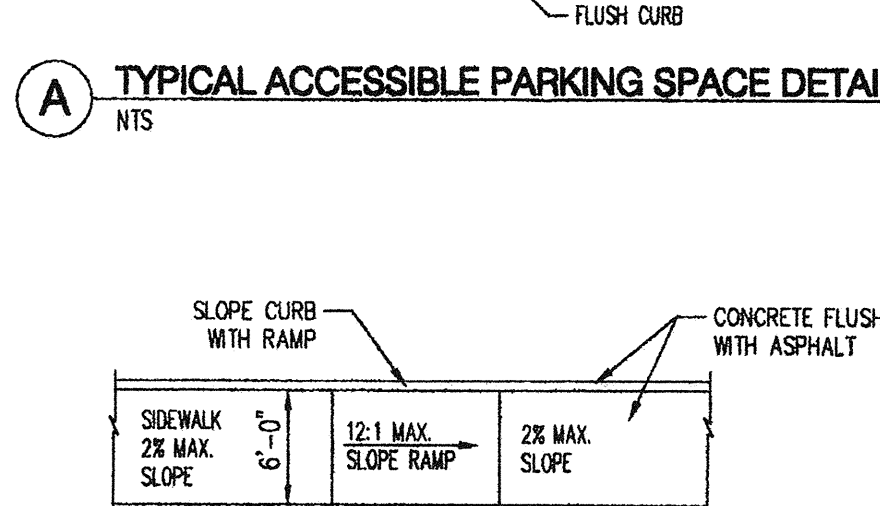 FLUSH CURB
A
TYPICAL ACCESSIBLE PARKING SPACE DETAI
NTS
SLOPE CURB
WITH RAMP
CONCRETE FLUSH
WITH ASPHALT
SIDEWALK
2% MAX.
SLOPE
6'-0"
12:1 MAX.
SLOPE RAMP
2% MAX.
SLOPE